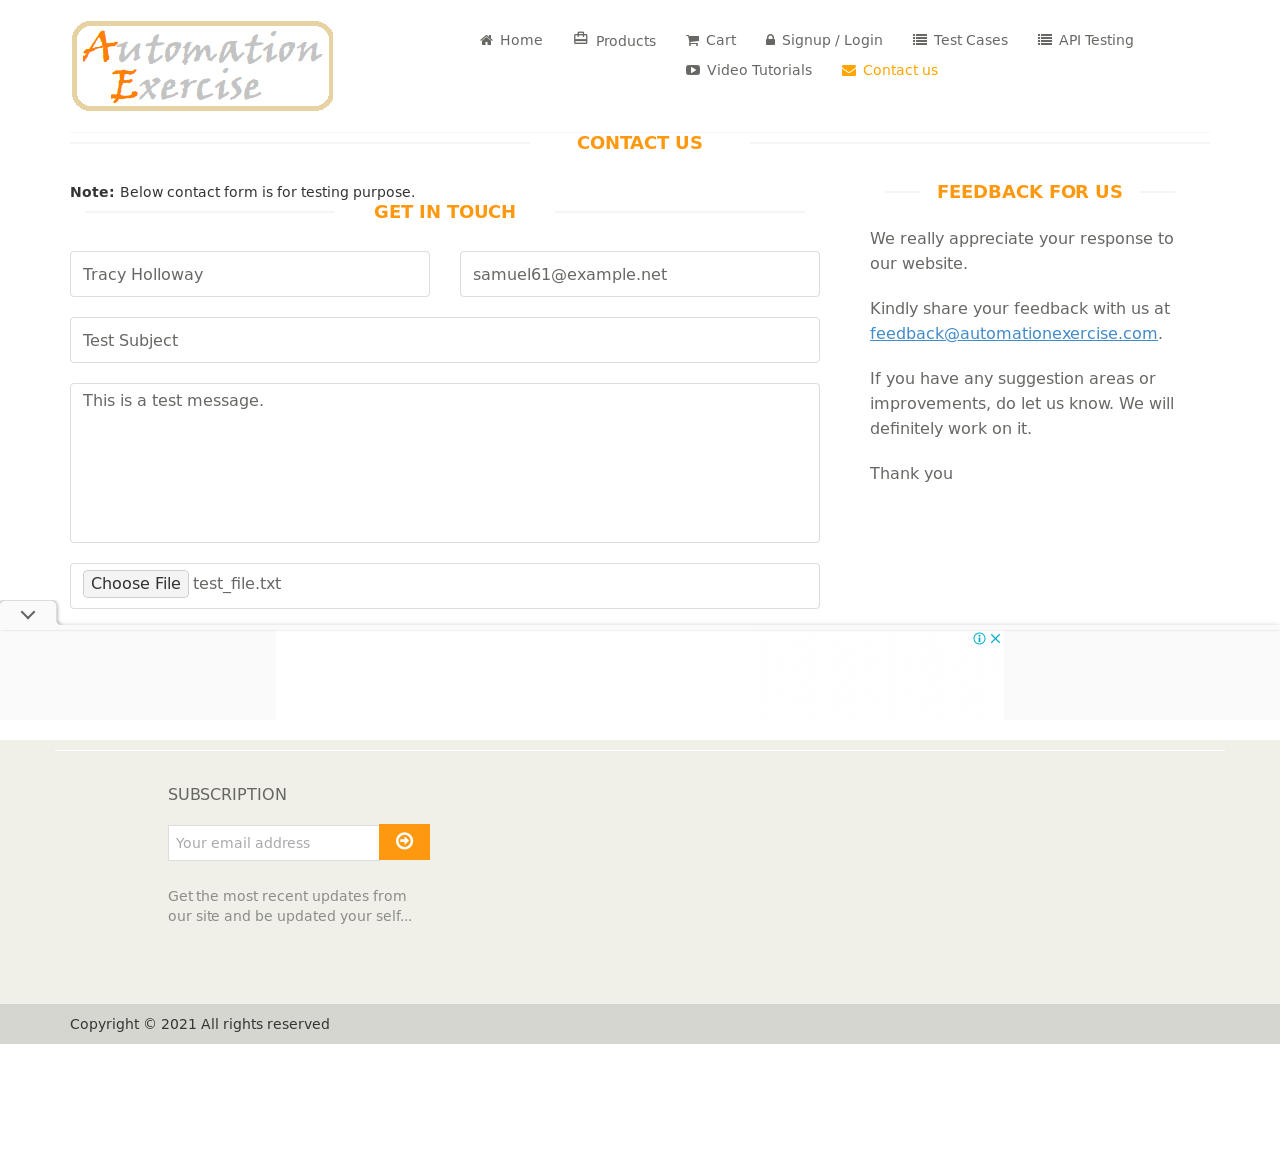 Automation
Exercise
Home
Products
Cart
Signup / Login
Test Cases
API Testing
Video Tutorials
Contact us
CONTACT US
Note: Below contact form is for testing purpose.
GET IN TOUCH
Tracy Holloway
samuel61@example.net
Test Subject
This is a test message.
Choose File test_file.txt
FEEDBACK FOR US
We really appreciate your response to
our website.
Kindly share your feedback with us at
feedback@automationexercise.com.
If you have any suggestion areas or
improvements, do let us know. We will
definitely work on it.
Thank you
SUBSCRIPTION
Your email address
Get the most recent updates from
our site and be updated your self...
Copyright © 2021 All rights reserved